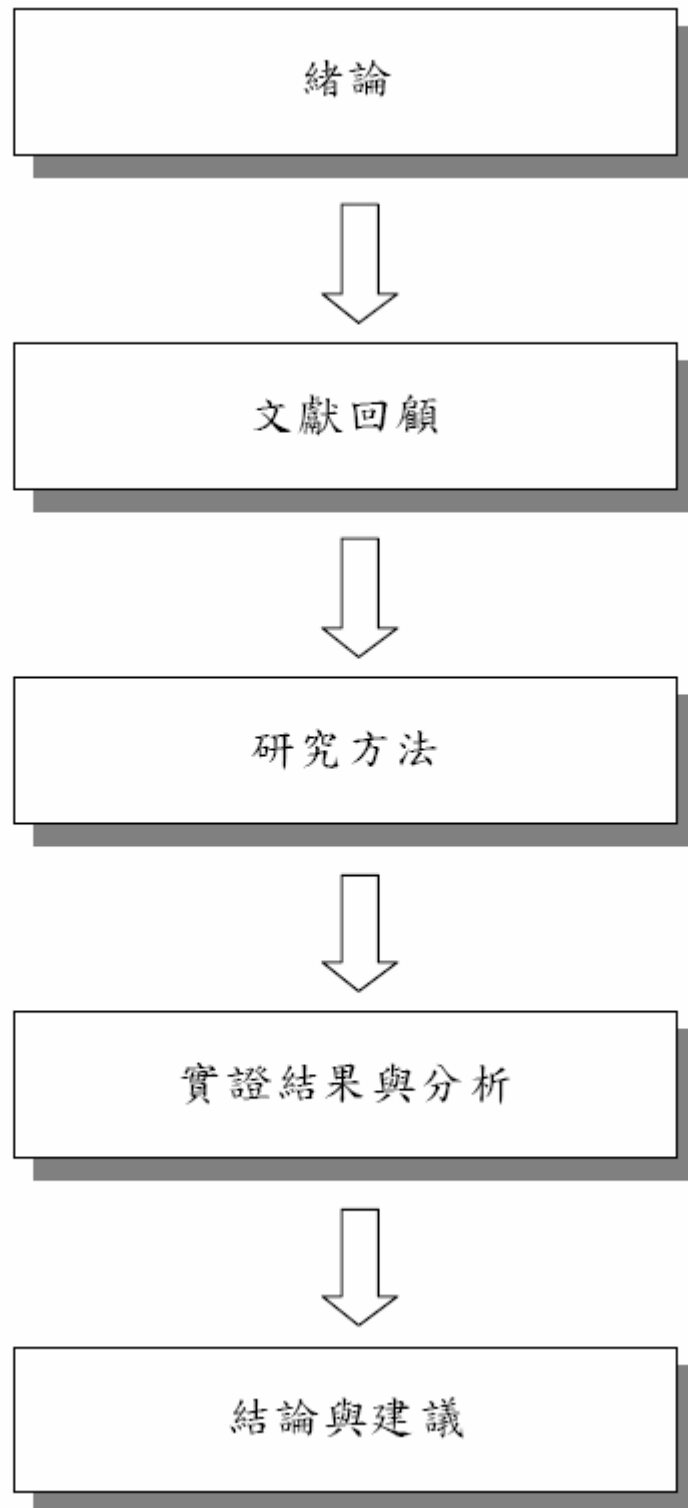 緒論
文獻回顧
研究方法
實證結果與分析
結論與建議